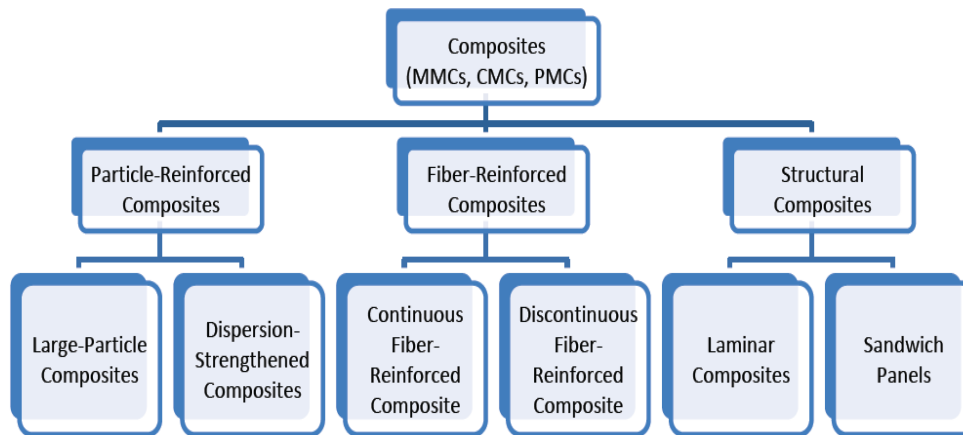 Composites
(MMCs, CMCs, PMCs)
Particle-Reinforced
Composites
Fiber-Reinforced
Composites
Structural
Composites
Large-Particle
Composites
Dispersion-
Strengthened
Composites
Continuous
Fiber-
Reinforced
Composite
Discontinuous
Fiber-
Reinforced
Composite
Laminar
Composites
Sandwich
Panels